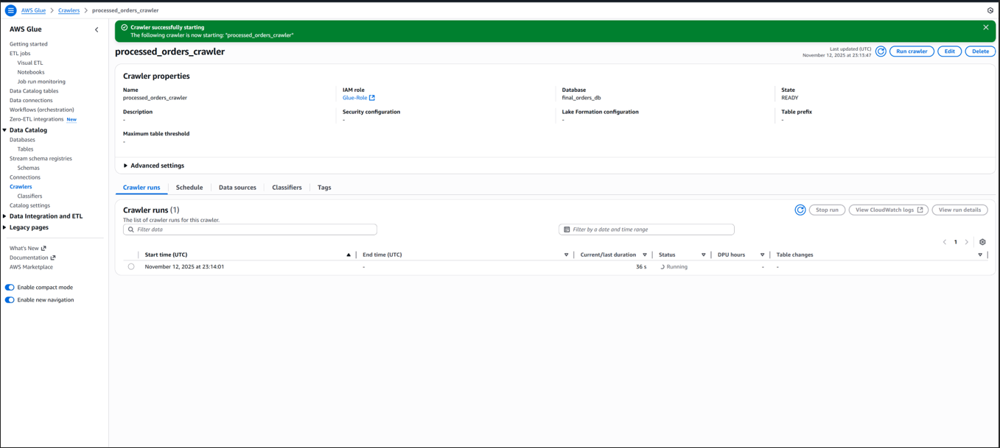 AWS Glue > Crawlers > processed_orders_crawler
AWS Glue
Getting started
ETL jobs
Visual ETL
Notebooks
Job run monitoring
Data Catalog tables
Data connections
Workflows (orchestration)
Zero-ETL integrations New
Data Catalog
Databases
Tables
Stream schema registries
Schemas
Connections
Crawlers
Classifiers
Catalog settings
Data Integration and ETL
Legacy pages
What's New
Documentation
AWS Marketplace
Enable compact mode
Enable new navigation
Crawler successfully starting
The following crawler is now starting: "processed_orders_crawler"
processed_orders_crawler
Last updated (UTC)
November 12, 2025 at 23:13:47
Run crawler Edit Delete
Crawler properties
Name IAM role Database State
processed_orders_crawler Glue-Role final_orders_db READY
Description Security configuration Lake Formation configuration Table prefix
- - - -
Maximum table threshold
-
Advanced settings
Crawler runs Schedule Data sources Classifiers Tags
Crawler runs (1)
The list of crawler runs for this crawler.
Stop run View CloudWatch logs View run details
Filter data Filter by a date and time range
1
Start time (UTC) End time (UTC) Current/last duration Status DPU hours Table changes
November 12, 2025 at 23:14:01 - 36 s Running - -